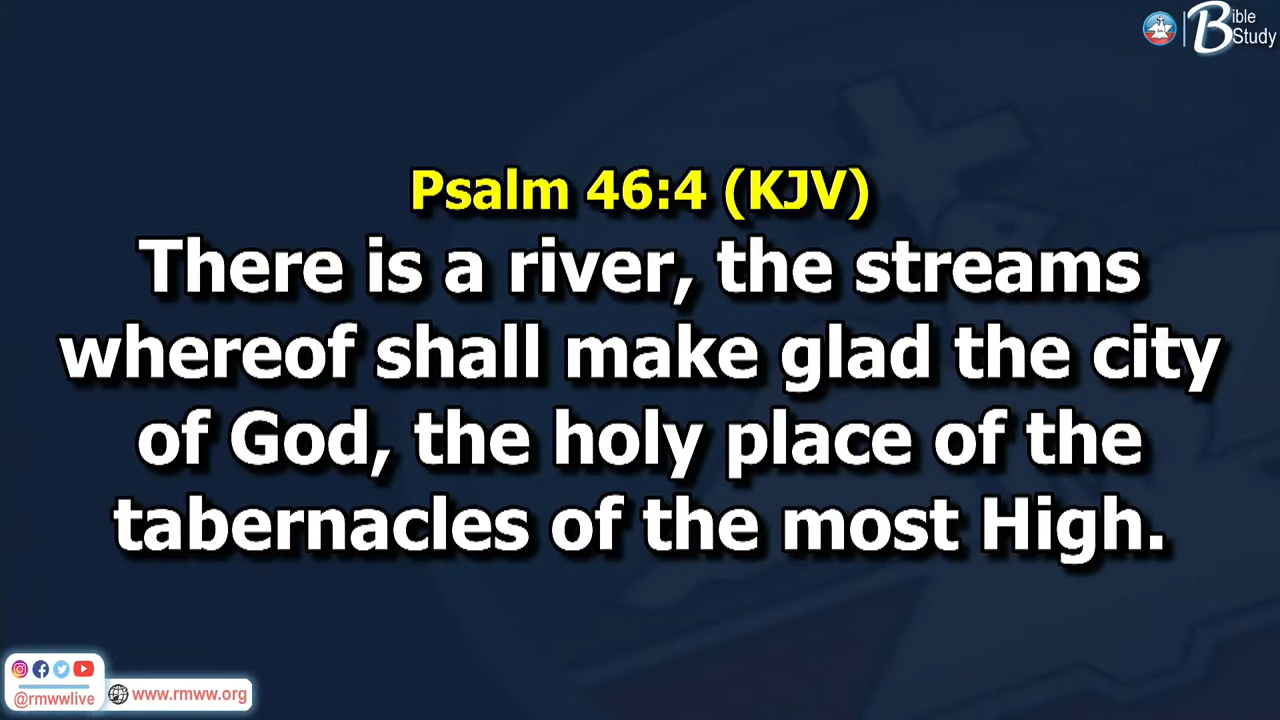 Bible
Study
Psalm 46:4 (KJV)
There is a river, the streams
whereof shall make glad the city
of God, the holy place of the
tabernacles of the most High.
@rmwwlive
www.rmww.org